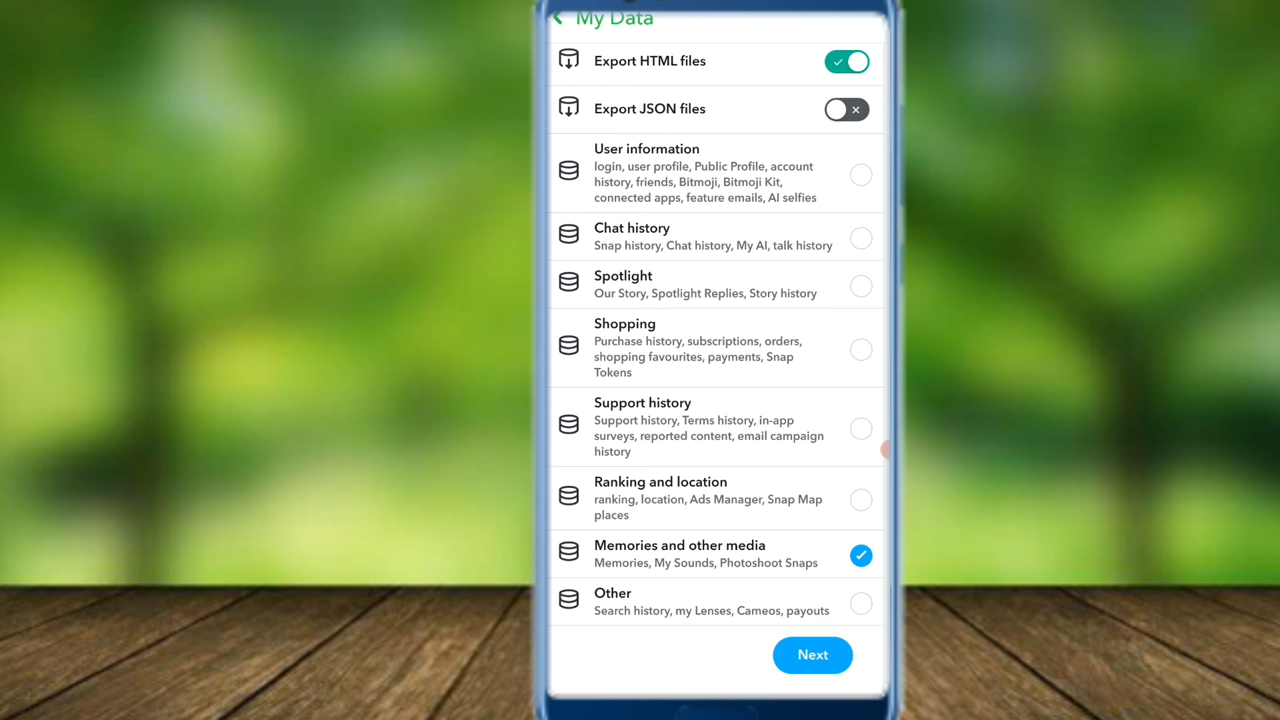 My Data
Export HTML files
Export JSON files
User information
login, user profile, Public Profile, account
history, friends, Bitmoji, Bitmoji Kit,
connected apps, feature emails, AI selfies
Chat history
Snap history, Chat history, My AI, talk history
Spotlight
Our Story, Spotlight Replies, Story history
Shopping
Purchase history, subscriptions, orders,
shopping favourites, payments, Snap
Tokens
Support history
Support history, Terms history, in-app
surveys, reported content, email campaign
history
Ranking and location
ranking, location, Ads Manager, Snap Map
places
Memories and other media
Memories, My Sounds, Photoshoot Snaps
Other
Search history, my Lenses, Cameos, payouts
Next